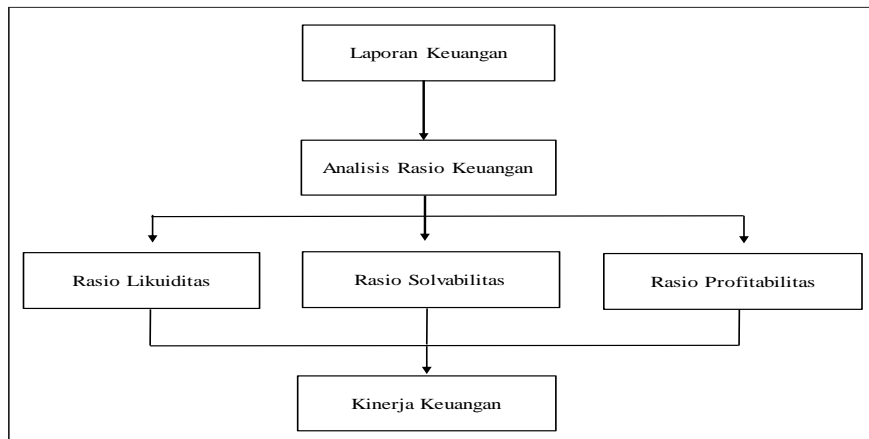 Laporan Keuangan
Analisis Rasio Keuangan
Rasio Likuiditas
Rasio Solvabilitas
Rasio Profitabilitas
Kinerja Keuangan